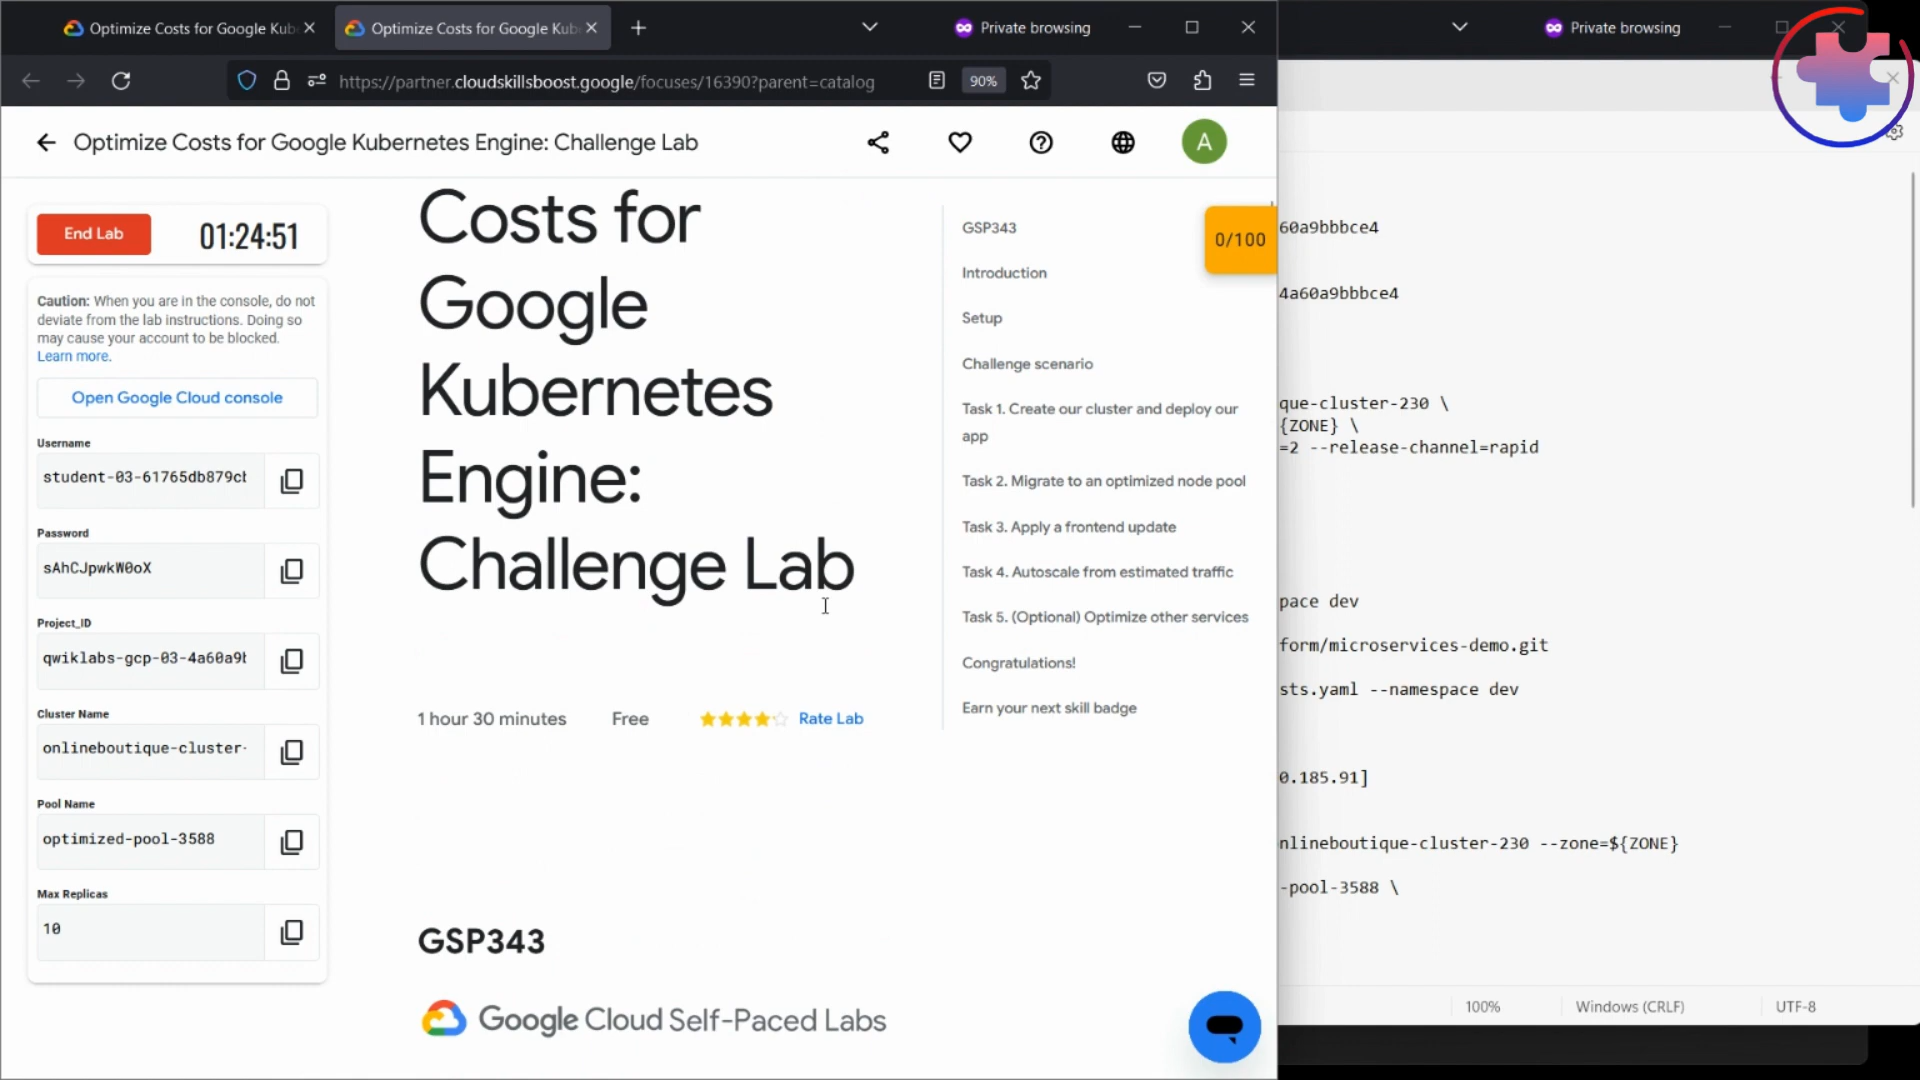 Optimize Costs for Google Kub
Optimize Costs for Google Kub
Private browsing
Private browsing
https://partner.cloudskillsboost.google/focuses/16390?parent=catalog
90%
Optimize Costs for Google Kubernetes Engine: Challenge Lab
A
End Lab
01:24:51
Caution: When you are in the console, do not
deviate from the lab instructions. Doing so
may cause your account to be blocked.
Learn more.
Open Google Cloud console
Username
student-03-61765db879cb
Password
sAhCJpwkW0oX
Project_ID
qwiklabs-gcp-03-4a60a9b
Cluster Name
onlineboutique-cluster-
Pool Name
optimized-pool-3588
Max Replicas
10
Costs for
Google
Kubernetes
Engine:
Challenge Lab
1 hour 30 minutes
Free
Rate Lab
GSP343
Google Cloud Self-Paced Labs
GSP343
Introduction
Setup
Challenge scenario
Task 1. Create our cluster and deploy our
app
Task 2. Migrate to an optimized node pool
Task 3. Apply a frontend update
Task 4. Autoscale from estimated traffic
Task 5. (Optional) Optimize other services
Congratulations!
Earn your next skill badge
0/100
60a9bbbce4
4a60a9bbbce4
que-cluster-230 \
{ZONE} \
=2 --release-channel=rapid
pace dev
form/microservices-demo.git
sts.yaml --namespace dev
0.185.91]
nlineboutique-cluster-230 --zone=${ZONE}
-pool-3588 \
100%
Windows (CRLF)
UTF-8